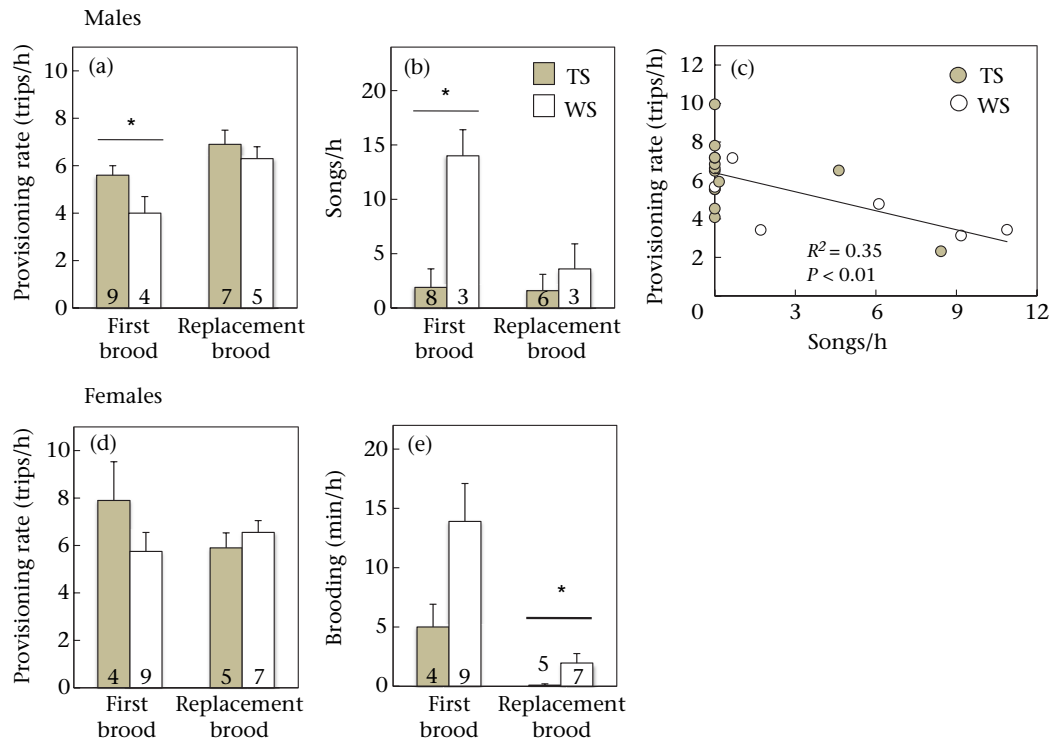 Males
(a)
Provisioning rate (trips/h)
10
8
6
4
2
0
*
9
4
7
5
First
brood
Replacement
brood
(b)
TS
WS
Songs/h
20
15
10
5
0
*
8
3
6
3
First
brood
Replacement
brood
(c)
TS
WS
Provisioning rate (trips/h)
12
10
8
6
4
2
0
R² = 0.35
P < 0.01
3
6
9
12
Songs/h
Females
(d)
Provisioning rate (trips/h)
10
8
6
4
2
0
4
9
5
7
First
brood
Replacement
brood
(e)
Brooding (min/h)
20
15
10
5
0
*
4
9
5
7
First
brood
Replacement
brood